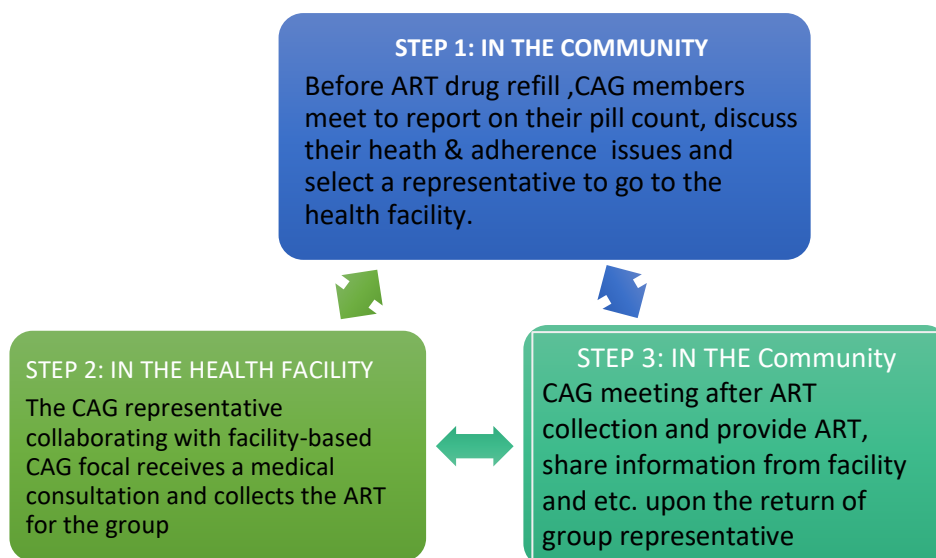 STEP 1: IN THE COMMUNITY
Before ART drug refill ,CAG members
meet to report on their pill count, discuss
their heath & adherence issues and
select a representative to go to the
health facility.
STEP 2: IN THE HEALTH FACILITY
The CAG representative
collaborating with facility-based
CAG focal receives a medical
consultation and collects the ART
for the group
STEP 3: IN THE Community
CAG meeting after ART
collection and provide ART,
share information from facility
and etc. upon the return of
group representative